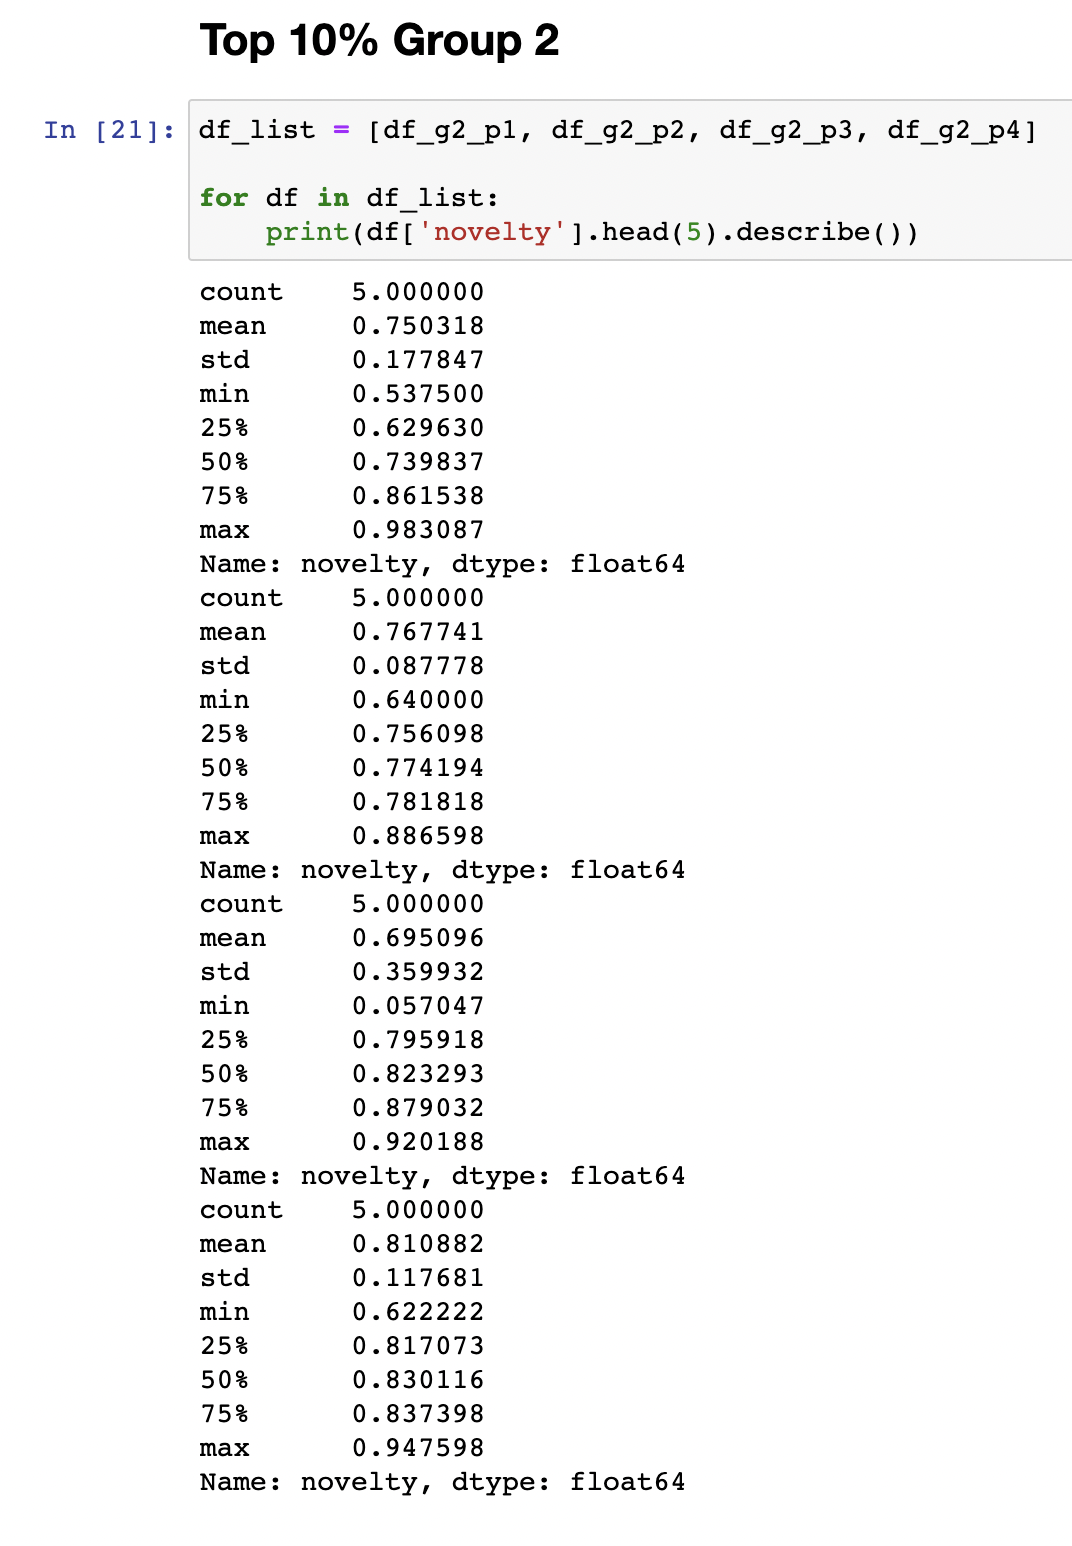 Top 10% Group 2
In [21]: df_list = [df_g2_p1, df_g2_p2, df_g2_p3, df_g2_p4]
for df in df_list:
    print(df['novelty'].head(5).describe())
count    5.000000
mean     0.750318
std      0.177847
min      0.537500
25%      0.629630
50%      0.739837
75%      0.861538
max      0.983087
Name: novelty, dtype: float64
count    5.000000
mean     0.767741
std      0.087778
min      0.640000
25%      0.756098
50%      0.774194
75%      0.781818
max      0.886598
Name: novelty, dtype: float64
count    5.000000
mean     0.695096
std      0.359932
min      0.057047
25%      0.795918
50%      0.823293
75%      0.879032
max      0.920188
Name: novelty, dtype: float64
count    5.000000
mean     0.810882
std      0.117681
min      0.622222
25%      0.817073
50%      0.830116
75%      0.837398
max      0.947598
Name: novelty, dtype: float64